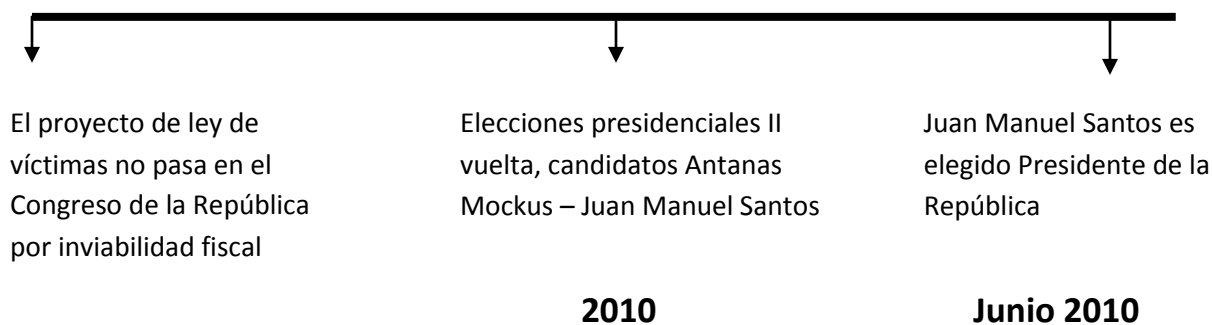 El proyecto de ley de
víctimas no pasa en el
Congreso de la República
por inviabilidad fiscal
Elecciones presidenciales II
vuelta, candidatos Antanas
Mockus – Juan Manuel Santos
2010
Juan Manuel Santos es
elegido Presidente de la
República
Junio 2010